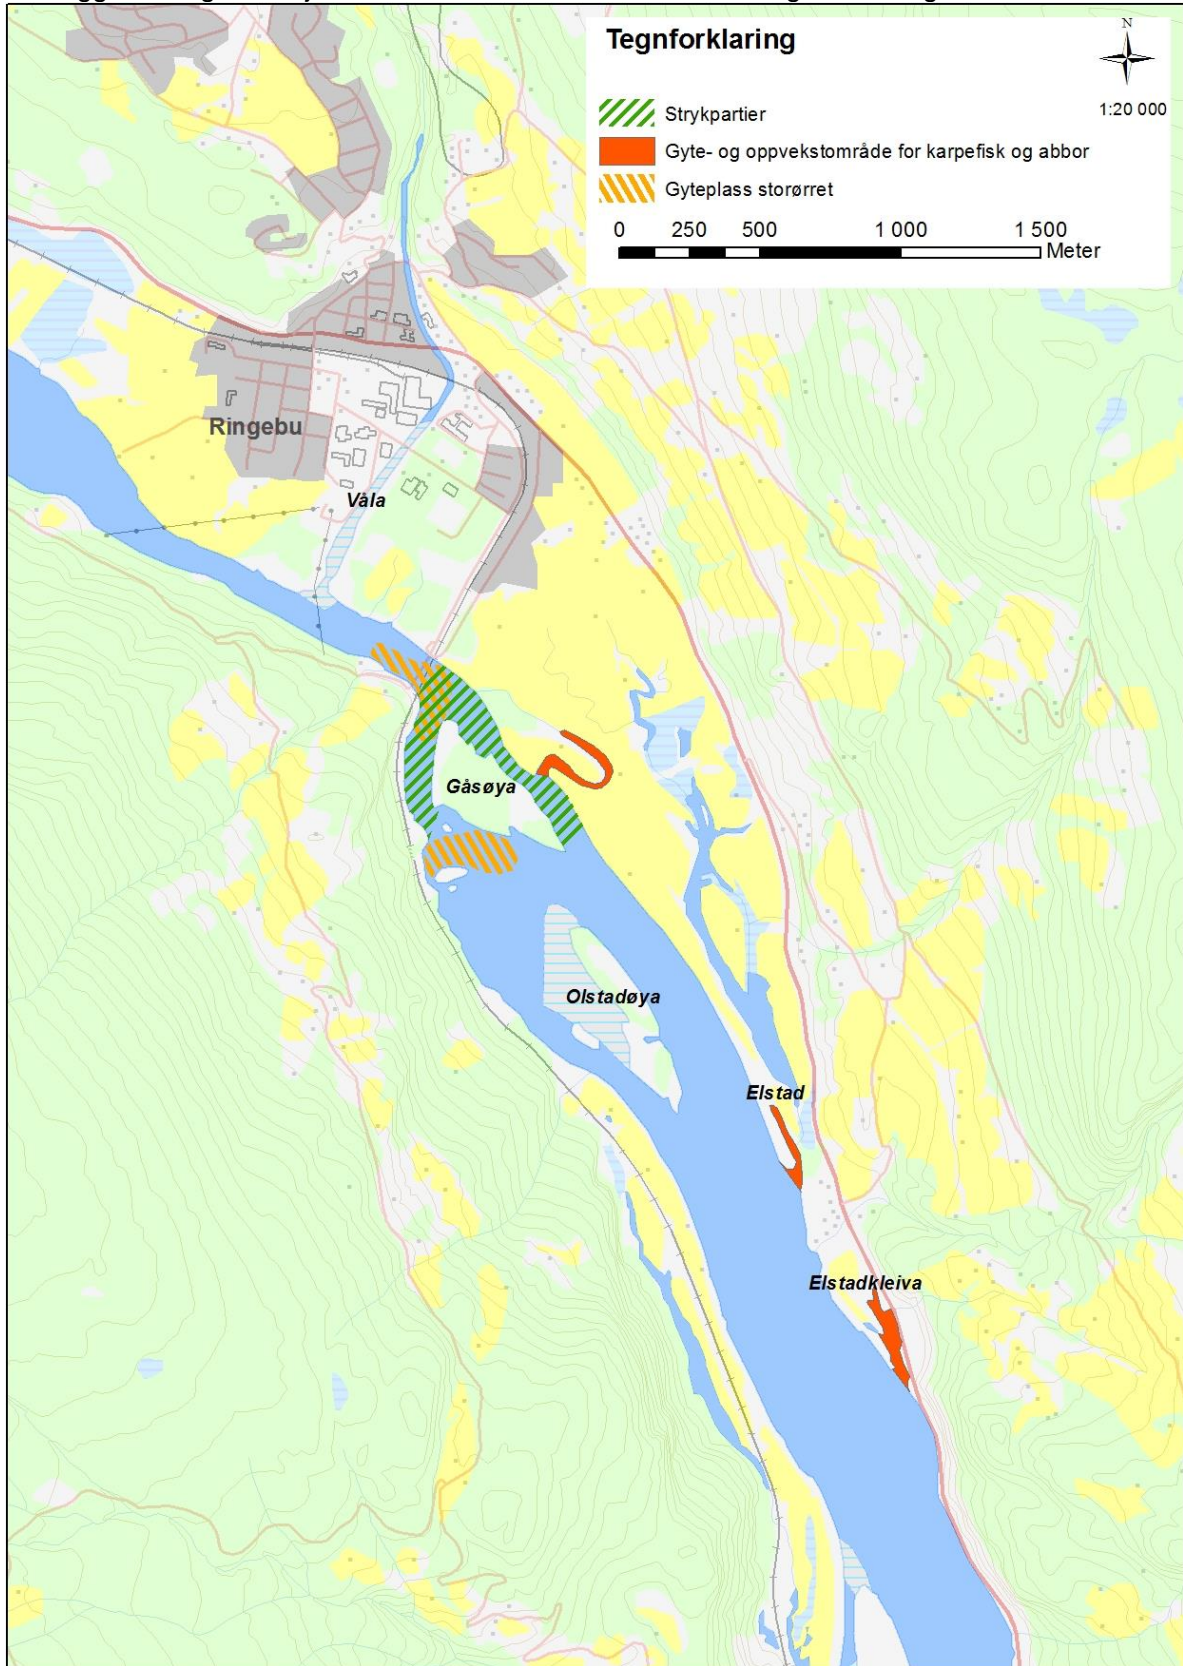 Tegnforklaring
N
1:20 000
Strykpartier
Gyte- og oppvekstområde for karpefisk og abbor
Gyteplass storørret
0 250 500 1 000 1 500
Meter
Ringebu
Våla
Gåsøya
Olstadøya
Elstad
Elstadkleiva